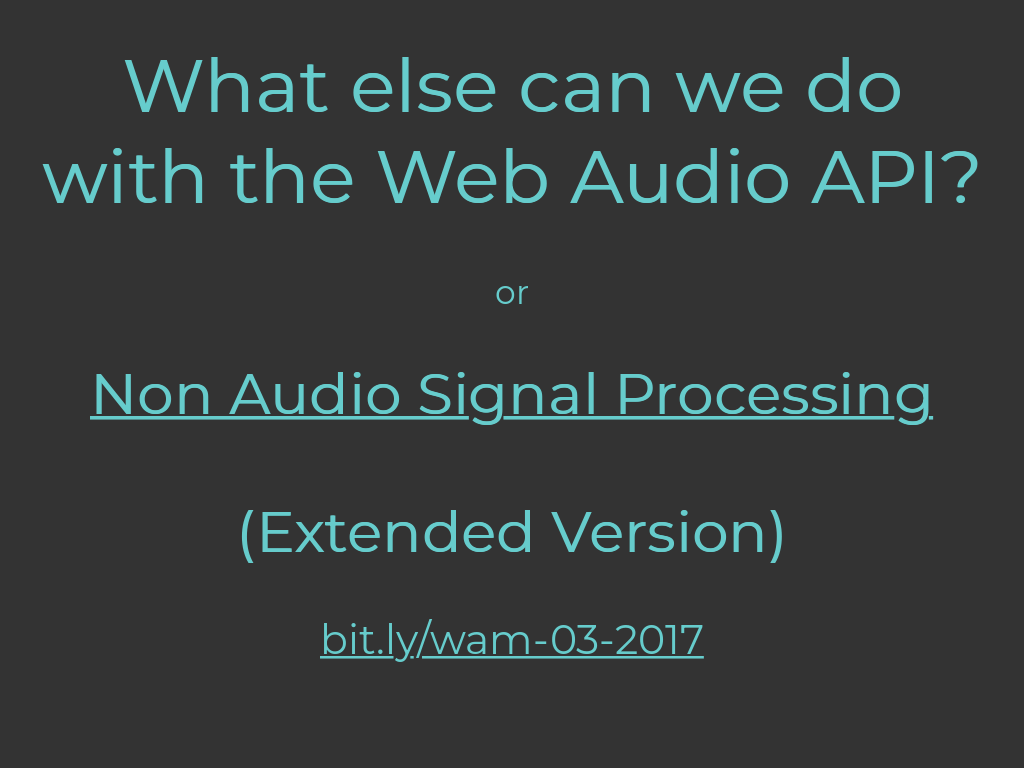 What else can we do
with the Web Audio API?
or
Non Audio Signal Processing
(Extended Version)
bit.ly/wam-03-2017